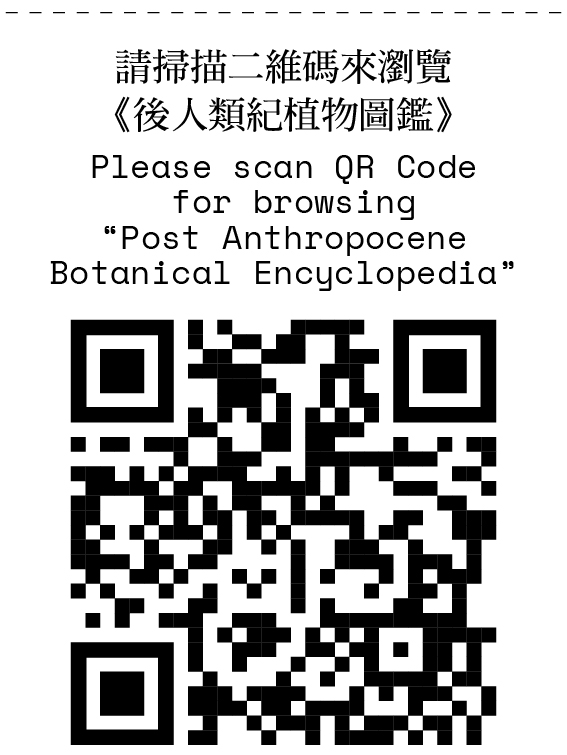 請掃描二維碼來瀏覽
《後人類紀植物圖鑑》
Please scan QR Code
for browsing
“Post Anthropocene
Botanical Encyclopedia”